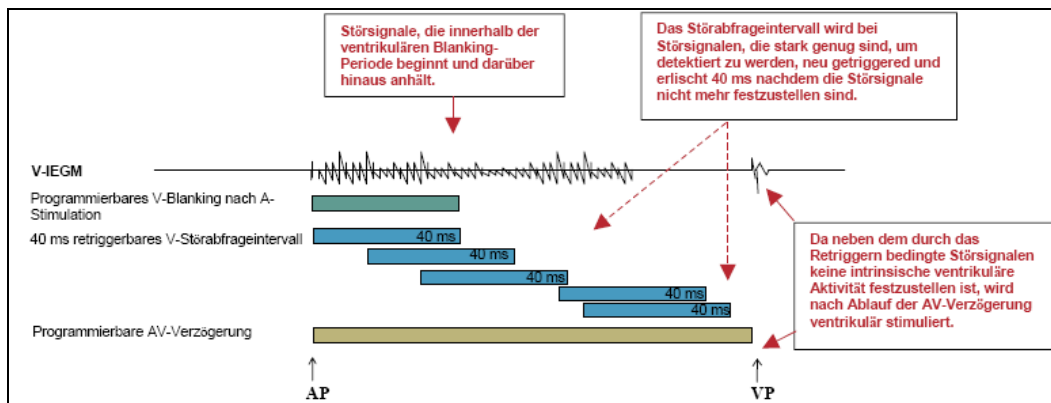 Störsignale, die innerhalb der
ventrikulären Blanking-
Periode beginnt und darüber
hinaus anhält.
Das Störabfrageintervall wird bei
Störsignalen, die stark genug sind, um
detektiert zu werden, neu getriggered und
erlischt 40 ms nachdem die Störsignale
nicht mehr festzustellen sind.
V-IEGM
Programmierbares V-Blanking nach A-
Stimulation
40 ms retriggerbares V-Störabfrageintervall
40 ms
40 ms
40 ms
40 ms
40 ms
Da neben dem durch das
Retriggern bedingte Störsignalen
keine intrinsische ventrikuläre
Aktivität festzustellen ist, wird
nach Ablauf der AV-Verzögerung
ventrikulär stimuliert.
Programmierbare AV-Verzögerung
AP
VP